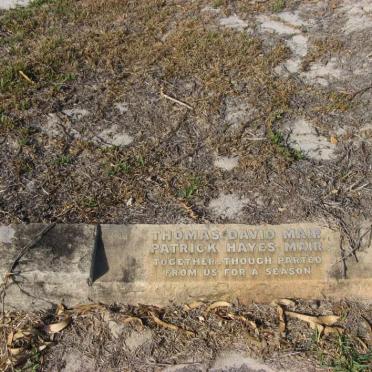 THOMAS DAVID MAIR
PATRICK HAYES MAIR
TOGETHER THOUGH PARTED
FROM US FOR A SEASON